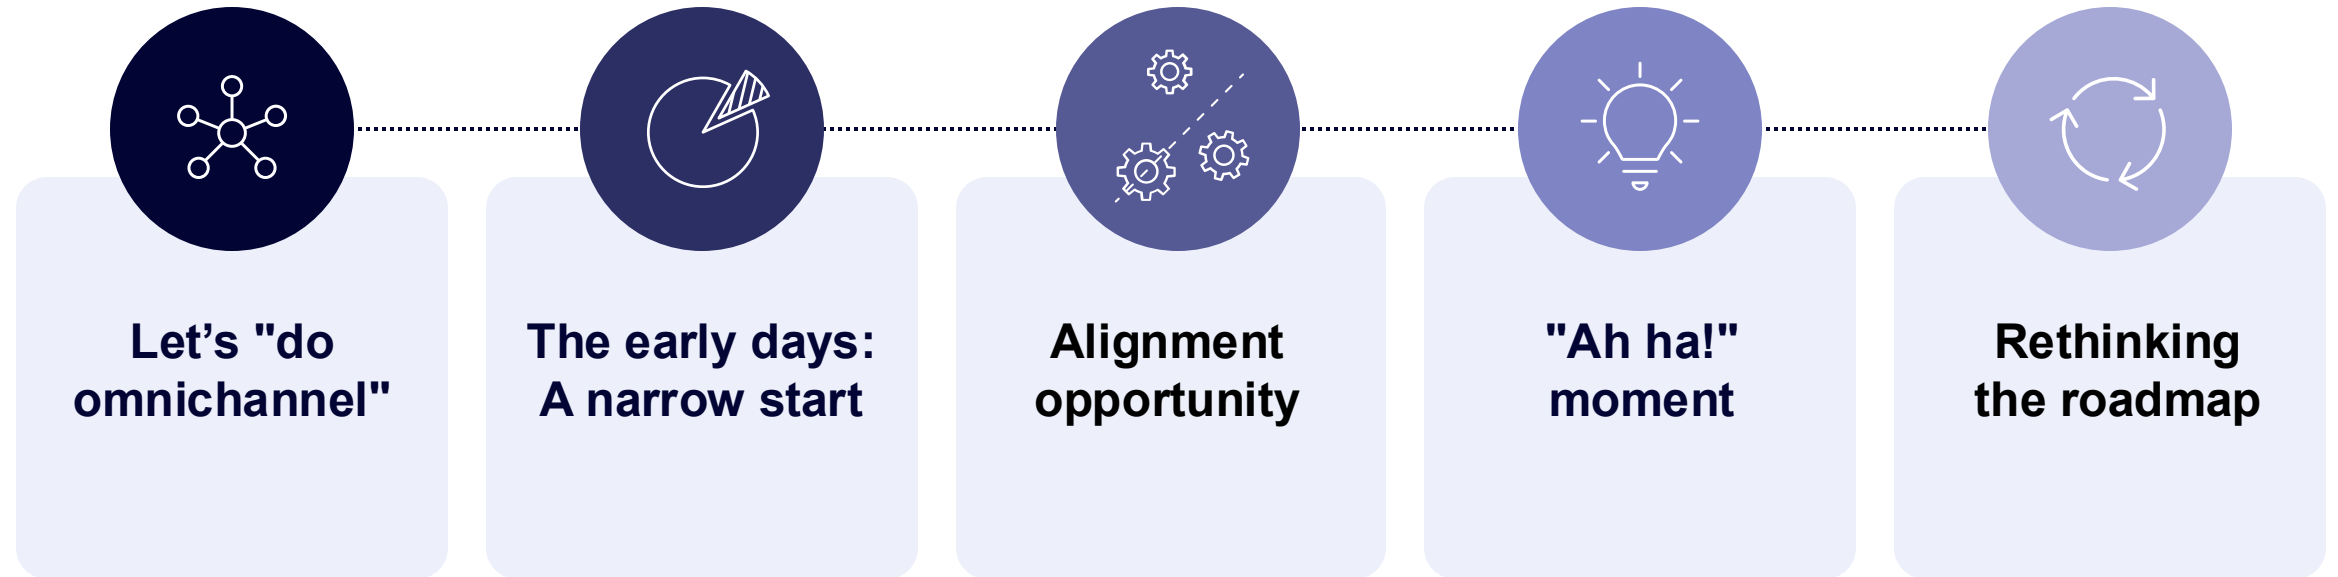 Let’s "do
omnichannel"
The early days:
A narrow start
Alignment
opportunity
"Ah ha!"
moment
Rethinking
the roadmap